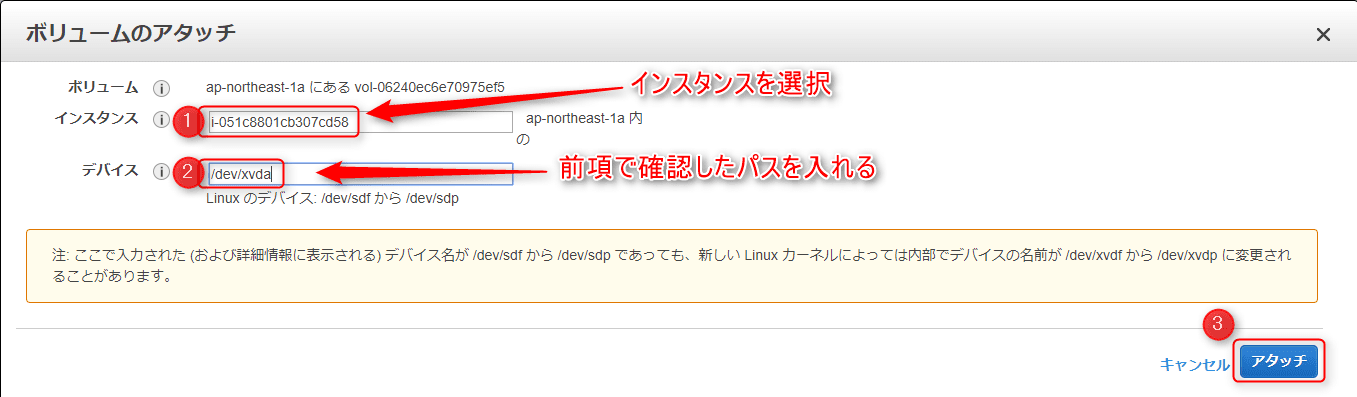 ボリュームのアタッチ
ボリューム ap-northeast-1a にある vol-06240ec6e70975ef5
インスタンスを選択
インスタンス 1 i-051c8801cb307cd58 ap-northeast-1a 内
の
デバイス 2 /dev/xvda 前項で確認したパスを入れる
Linux のデバイス: /dev/sdf から /dev/sdp
注: ここで入力された (および詳細情報に表示される) デバイス名が /dev/sdf から /dev/sdp であっても、新しい Linux カーネルによっては内部でデバイスの名前が /dev/xvdf から /dev/xvdp に変更され
ることがあります。
3
キャンセル アタッチ